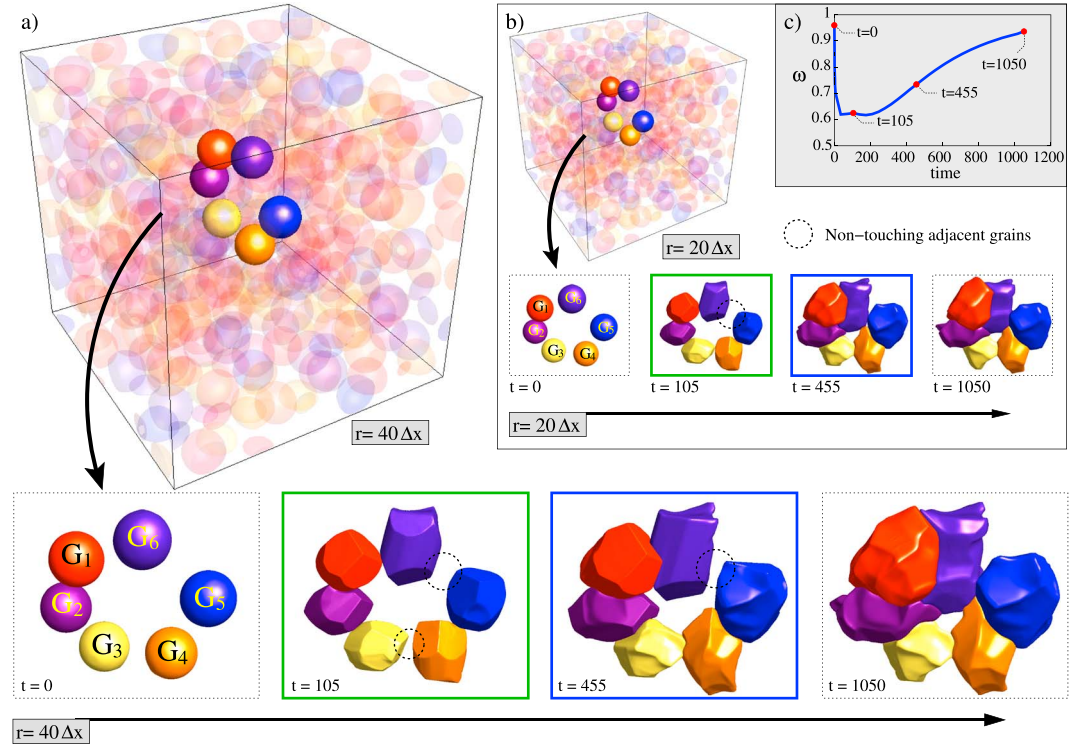 a)
r= 40 Δx
b)
r= 20 Δx
c)
1
0.9
0.8
0.7
0.6
0.5
ω
0 200 400 600 800 1000 1200
time
t=0
t=105
t=455
t=1050
Non−touching adjacent grains
G1
G2
G3
G4
G5
G6
t = 0
t = 105
t = 455
t = 1050
r= 20 Δx
G1
G2
G3
G4
G5
G6
t = 0
t = 105
t = 455
t = 1050
r= 40 Δx